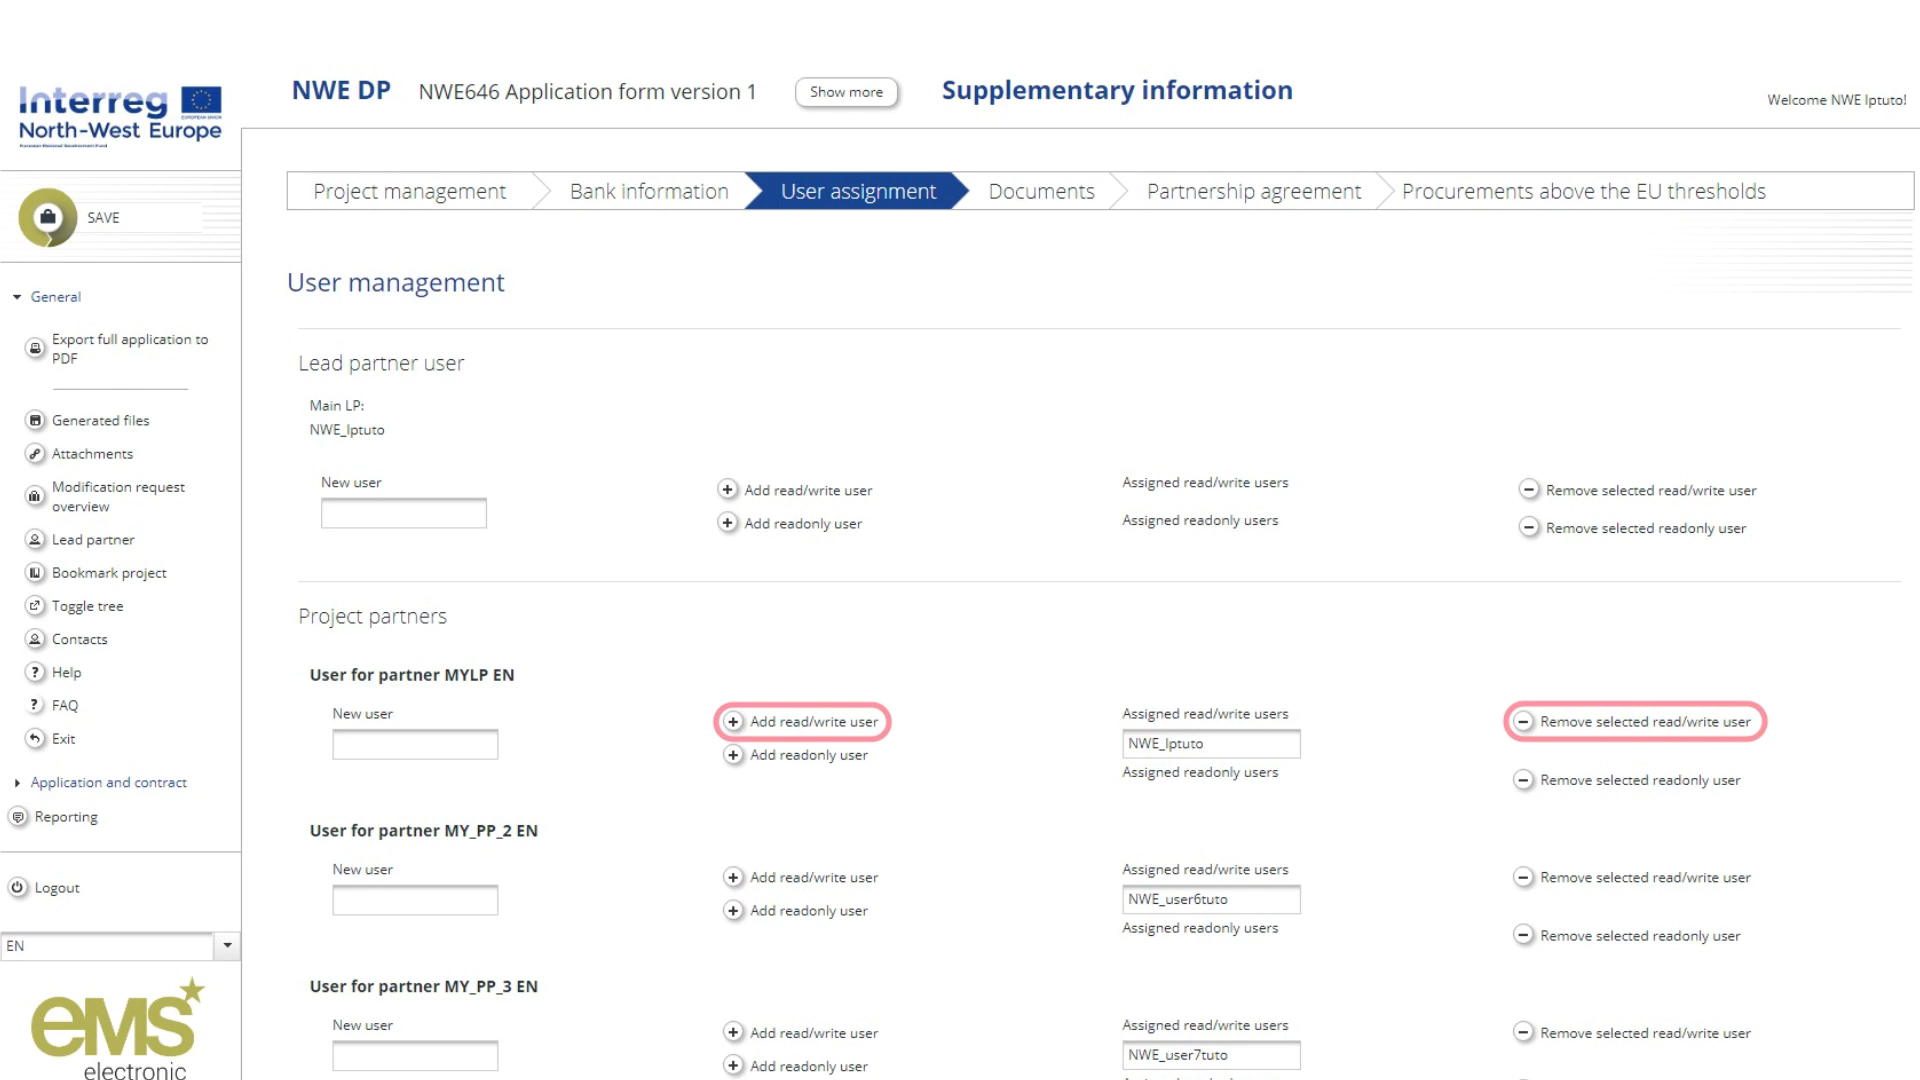 Interreg
EUROPEAN UNION
North-West Europe
European Regional Development Fund
NWE DP
NWE646 Application form version 1
Show more
Supplementary information
Welcome NWE lptuto!
Project management
Bank information
User assignment
Documents
Partnership agreement
Procurements above the EU thresholds
SAVE
General
Export full application to
PDF
Generated files
Attachments
Modification request
overview
Lead partner
Bookmark project
Toggle tree
Contacts
Help
FAQ
Exit
Application and contract
Reporting
Logout
EN
eMS
electronic
User management
Lead partner user
Main LP:
NWE_lptuto
New user
Add read/write user
Add readonly user
Assigned read/write users
Assigned readonly users
Remove selected read/write user
Remove selected readonly user
Project partners
User for partner MYLP EN
New user
Add read/write user
Add readonly user
Assigned read/write users
NWE_lptuto
Assigned readonly users
Remove selected read/write user
Remove selected readonly user
User for partner MY_PP_2 EN
New user
Add read/write user
Add readonly user
Assigned read/write users
NWE_user6tuto
Assigned readonly users
Remove selected read/write user
Remove selected readonly user
User for partner MY_PP_3 EN
New user
Add read/write user
Add readonly user
Assigned read/write users
NWE_user7tuto
Remove selected read/write user